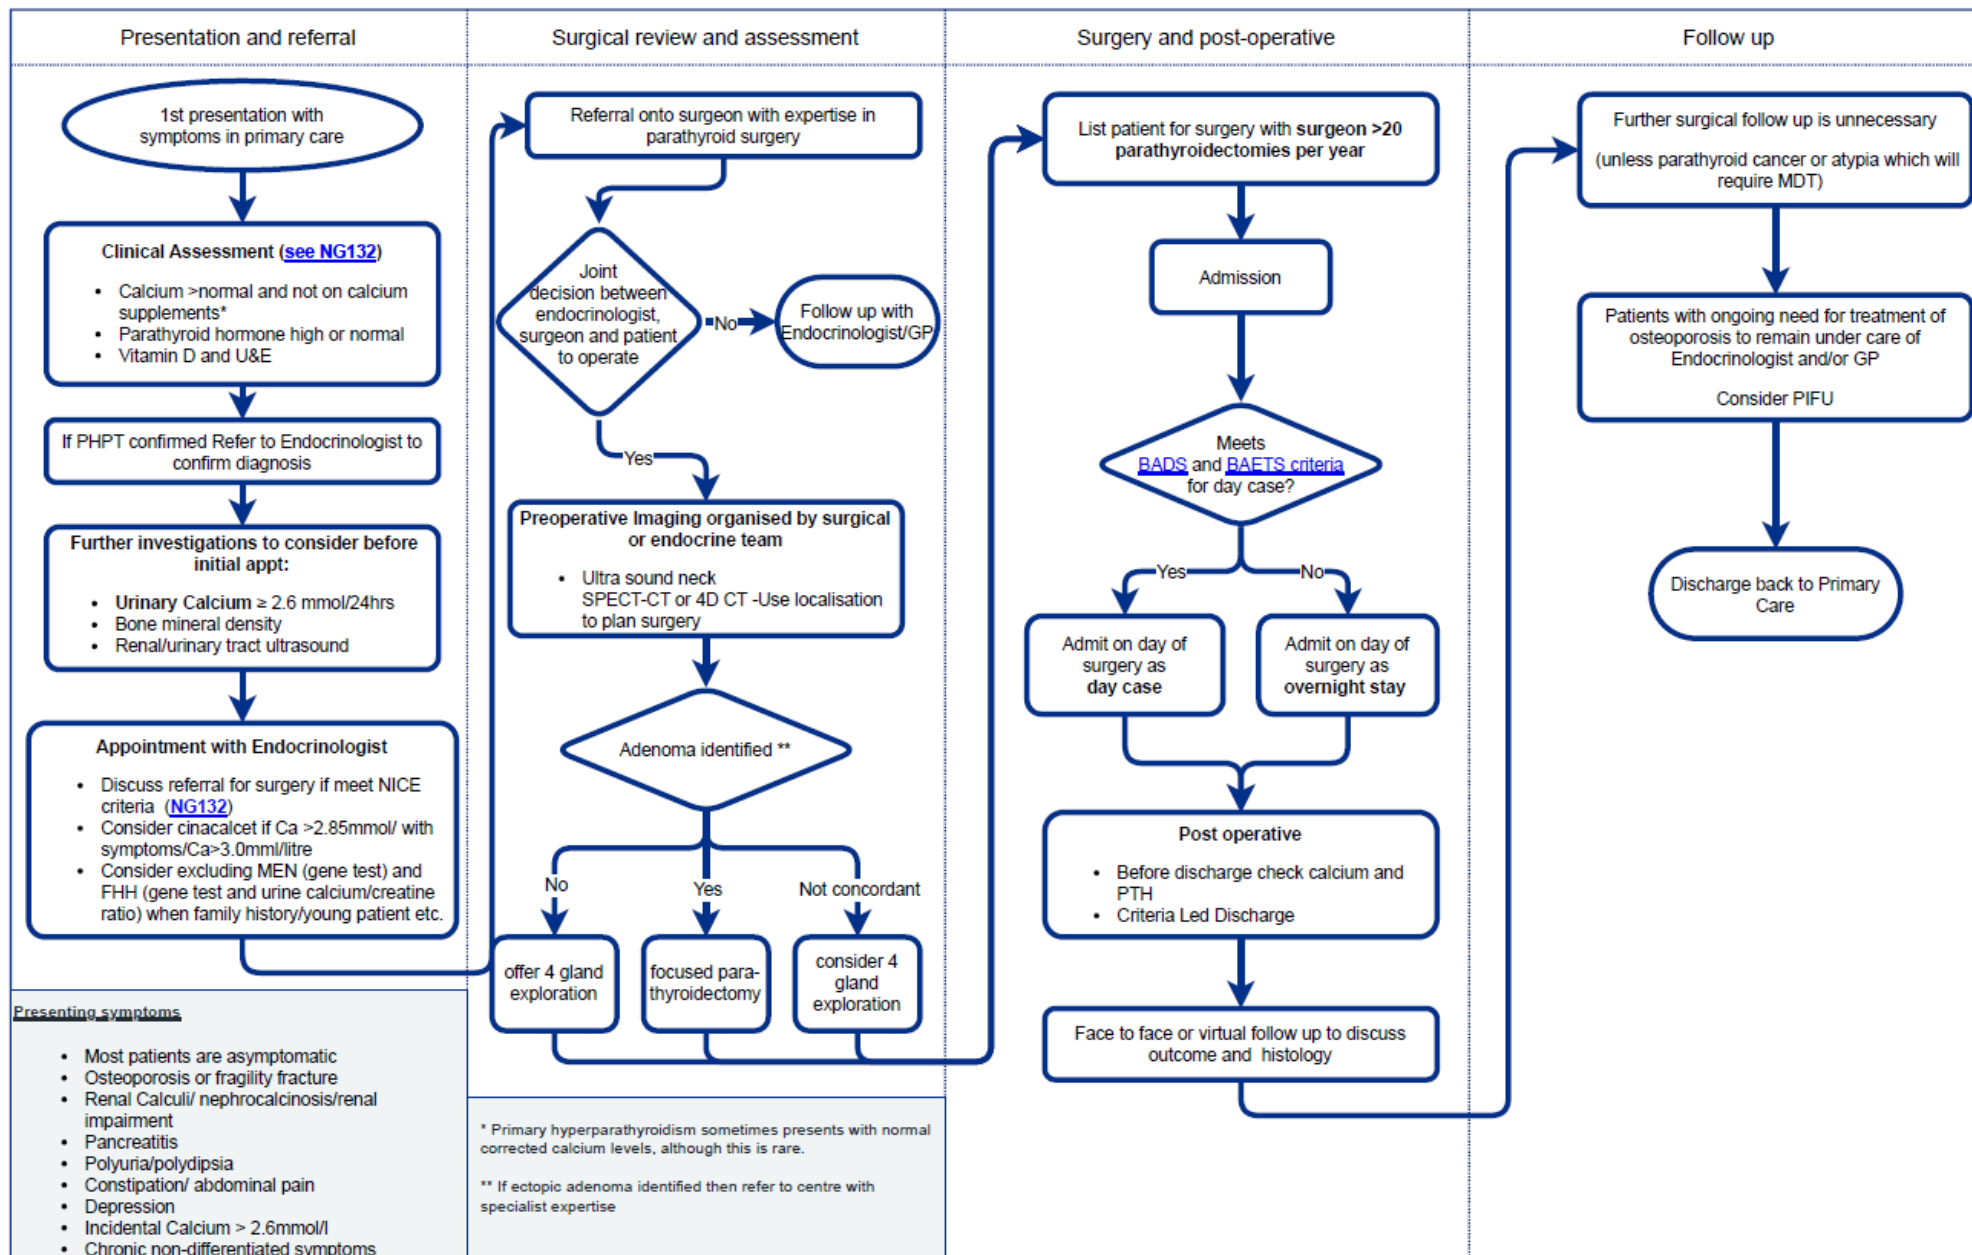 Presentation and referral
1st presentation with
symptoms in primary care
Clinical Assessment (see NG132)
• Calcium >normal and not on calcium
supplements*
• Parathyroid hormone high or normal
• Vitamin D and U&E
If PHPT confirmed Refer to Endocrinologist to
confirm diagnosis
Further investigations to consider before
initial appt:
• Urinary Calcium ≥ 2.6 mmol/24hrs
• Bone mineral density
• Renal/urinary tract ultrasound
Appointment with Endocrinologist
• Discuss referral for surgery if meet NICE
criteria (NG132)
• Consider cinacalcet if Ca >2.85mmol/ with
symptoms/Ca>3.0mml/litre
• Consider excluding MEN (gene test) and
FHH (gene test and urine calcium/creatine
ratio) when family history/young patient etc.
Presenting symptoms
• Most patients are asymptomatic
• Osteoporosis or fragility fracture
• Renal Calculi/ nephrocalcinosis/renal
impairment
• Pancreatitis
• Polyuria/polydipsia
• Constipation/ abdominal pain
• Depression
• Incidental Calcium > 2.6mmol/l
• Chronic non-differentiated symptoms
Surgical review and assessment
Referral onto surgeon with expertise in
parathyroid surgery
Joint
decision between
endocrinologist,
surgeon and patient
to operate
No
Follow up with
Endocrinologist/GP
Yes
Preoperative Imaging organised by surgical
or endocrine team
• Ultra sound neck
SPECT-CT or 4D CT -Use localisation
to plan surgery
Adenoma identified **
No
Yes
Not concordant
offer 4 gland
exploration
focused para-
thyroidectomy
consider 4
gland
exploration
* Primary hyperparathyroidism sometimes presents with normal
corrected calcium levels, although this is rare.
** If ectopic adenoma identified then refer to centre with
specialist expertise
Surgery and post-operative
List patient for surgery with surgeon >20
parathyroidectomies per year
Admission
Meets
BADS and BAETS criteria
for day case?
Yes
No
Admit on day of
surgery as
day case
Admit on day of
surgery as
overnight stay
Post operative
• Before discharge check calcium and
PTH
• Criteria Led Discharge
Face to face or virtual follow up to discuss
outcome and histology
Follow up
Further surgical follow up is unnecessary
(unless parathyroid cancer or atypia which will
require MDT)
Patients with ongoing need for treatment of
osteoporosis to remain under care of
Endocrinologist and/or GP
Consider PIFU
Discharge back to Primary
Care